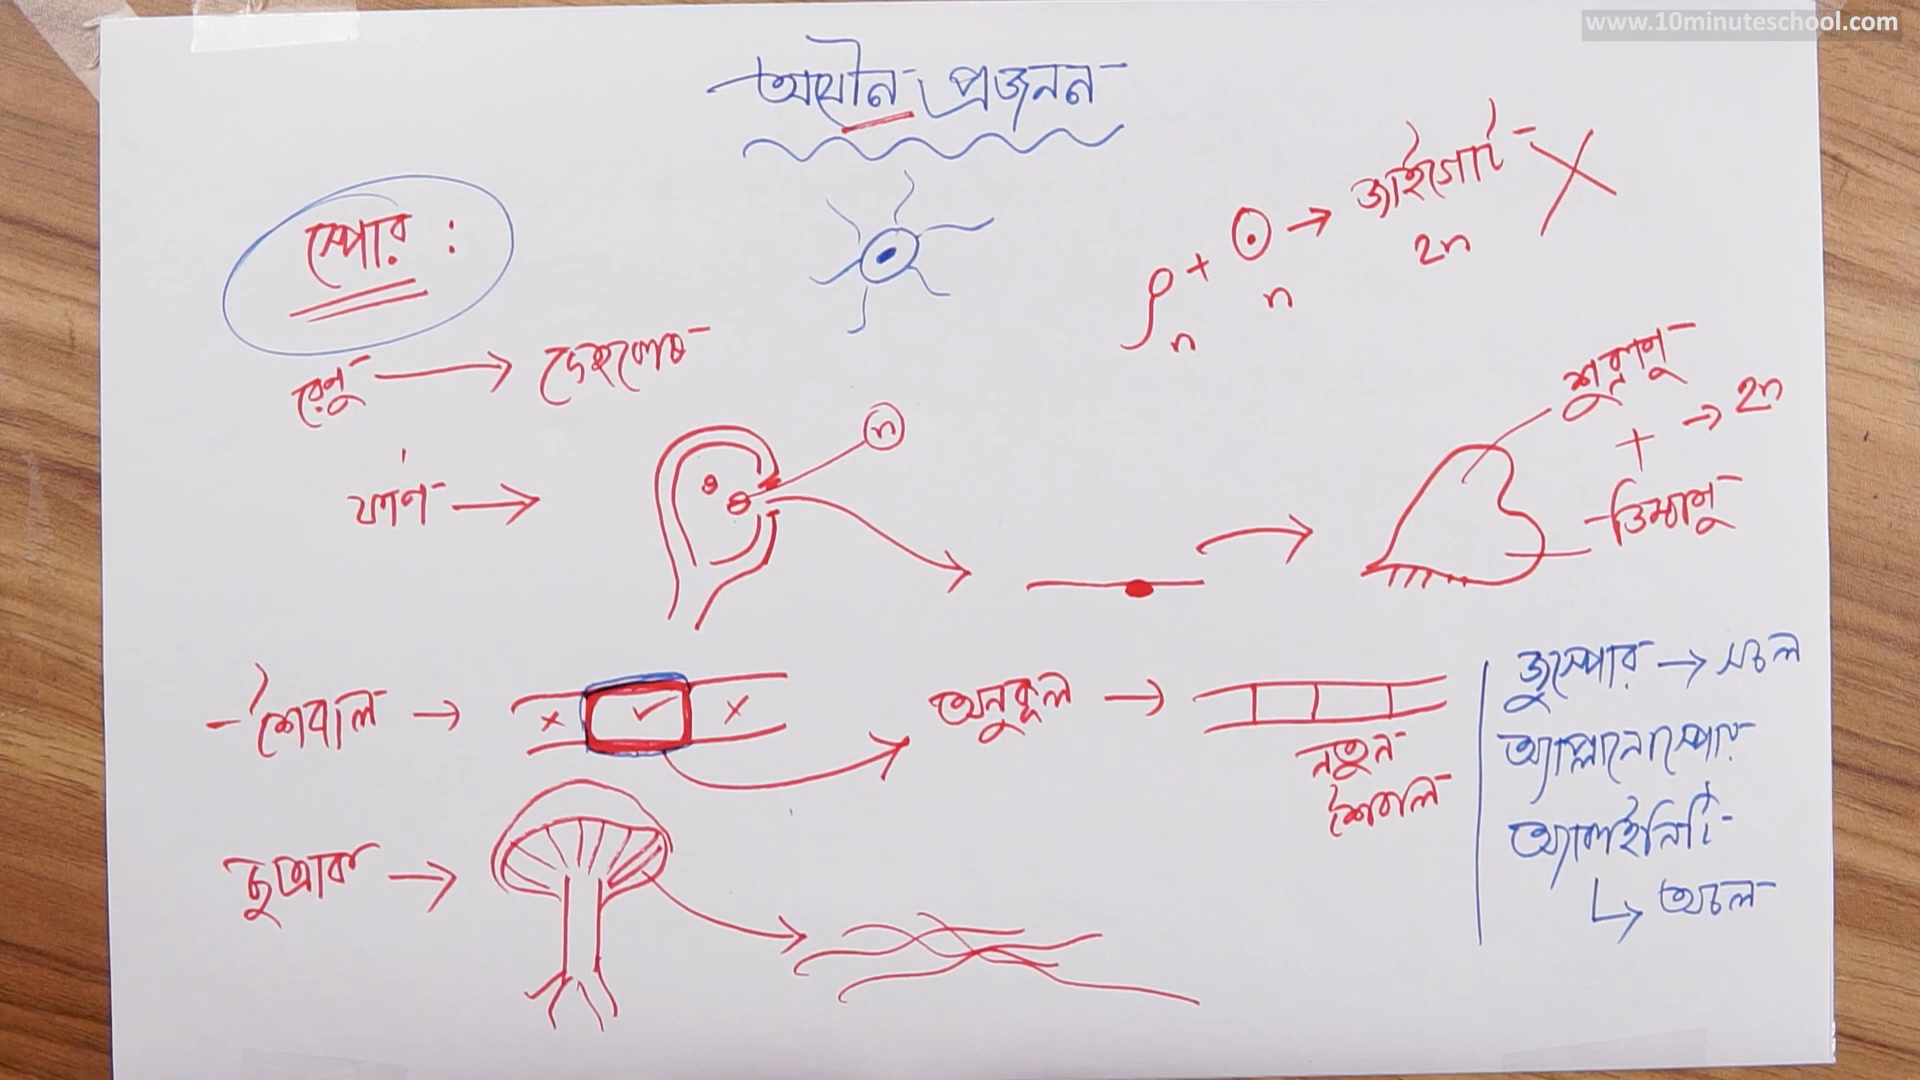 www.10minuteschool.com
অযৌন প্রজনন
স্পোর :
+ → জাইগোট
n n 2n
রেনু → দেহকোষ
n
ফার্ন →
শুক্রাণু
+ → 2n
ডিম্বাণু
শৈবাল → x ✓ x অনুকূল →
নতুন
শৈবাল
ছত্রাক →
জুস্পোর → সচল
অ্যাপ্লানোস্পোর
অ্যাকাইনিটি
↳ অচল